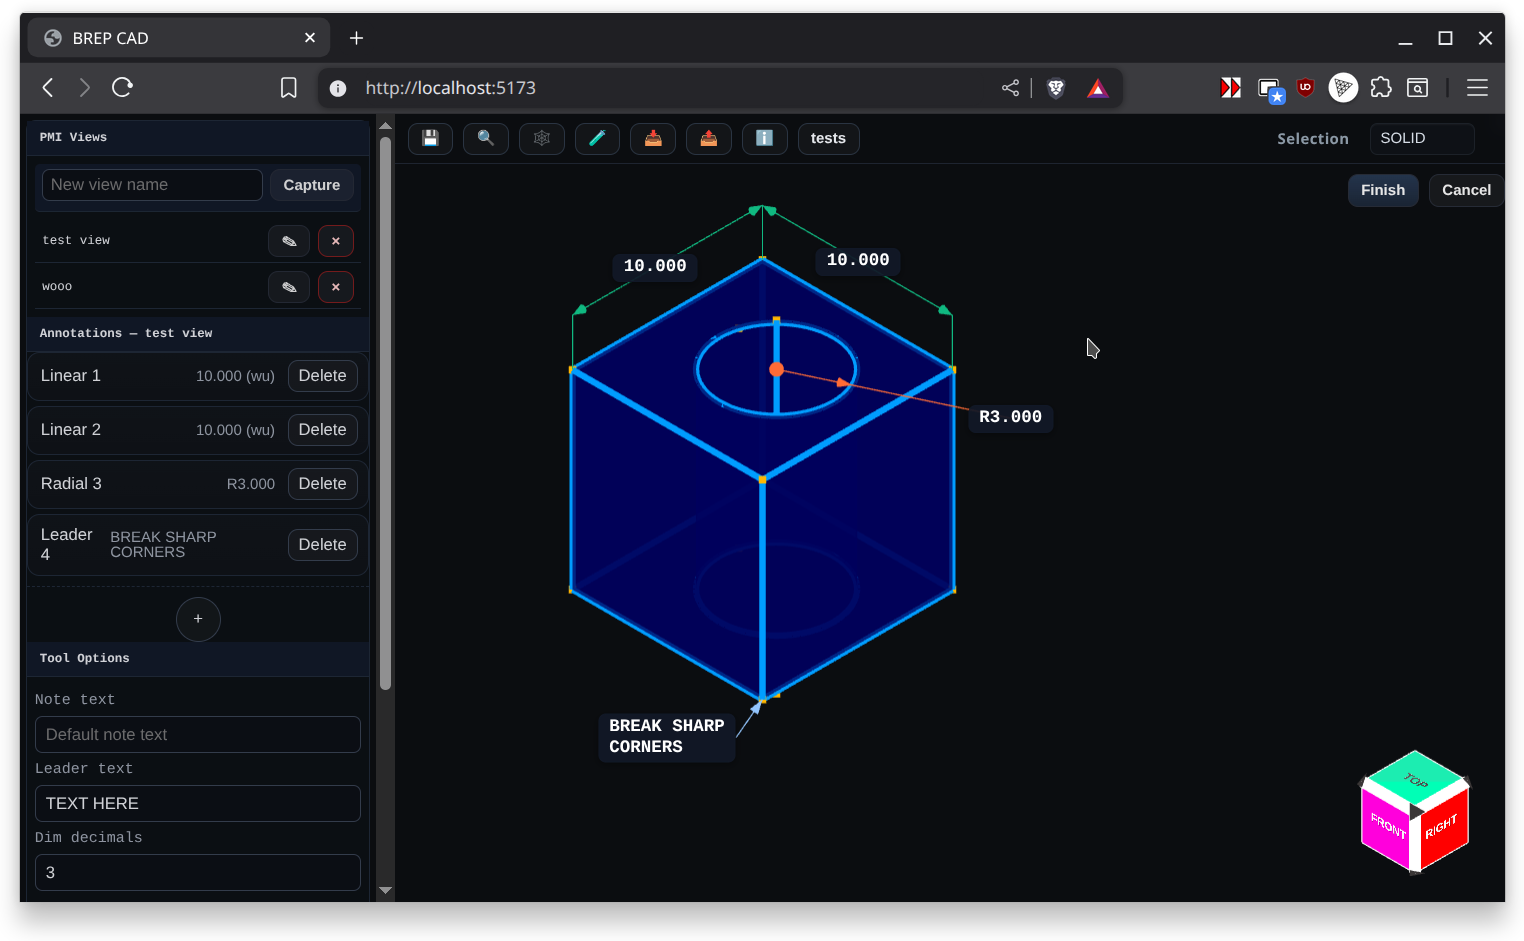 BREP CAD
http://localhost:5173
PMI Views
tests
Selection
SOLID
New view name
Capture
Finish
Cancel
test view
wooo
10.000
10.000
Annotations — test view
Linear 1
10.000 (wu)
Delete
Linear 2
10.000 (wu)
Delete
R3.000
Radial 3
R3.000
Delete
Leader
4
BREAK SHARP
CORNERS
Delete
+
Tool Options
Note text
Default note text
BREAK SHARP
CORNERS
Leader text
TEXT HERE
Dim decimals
3
TOP
FRONT
RIGHT